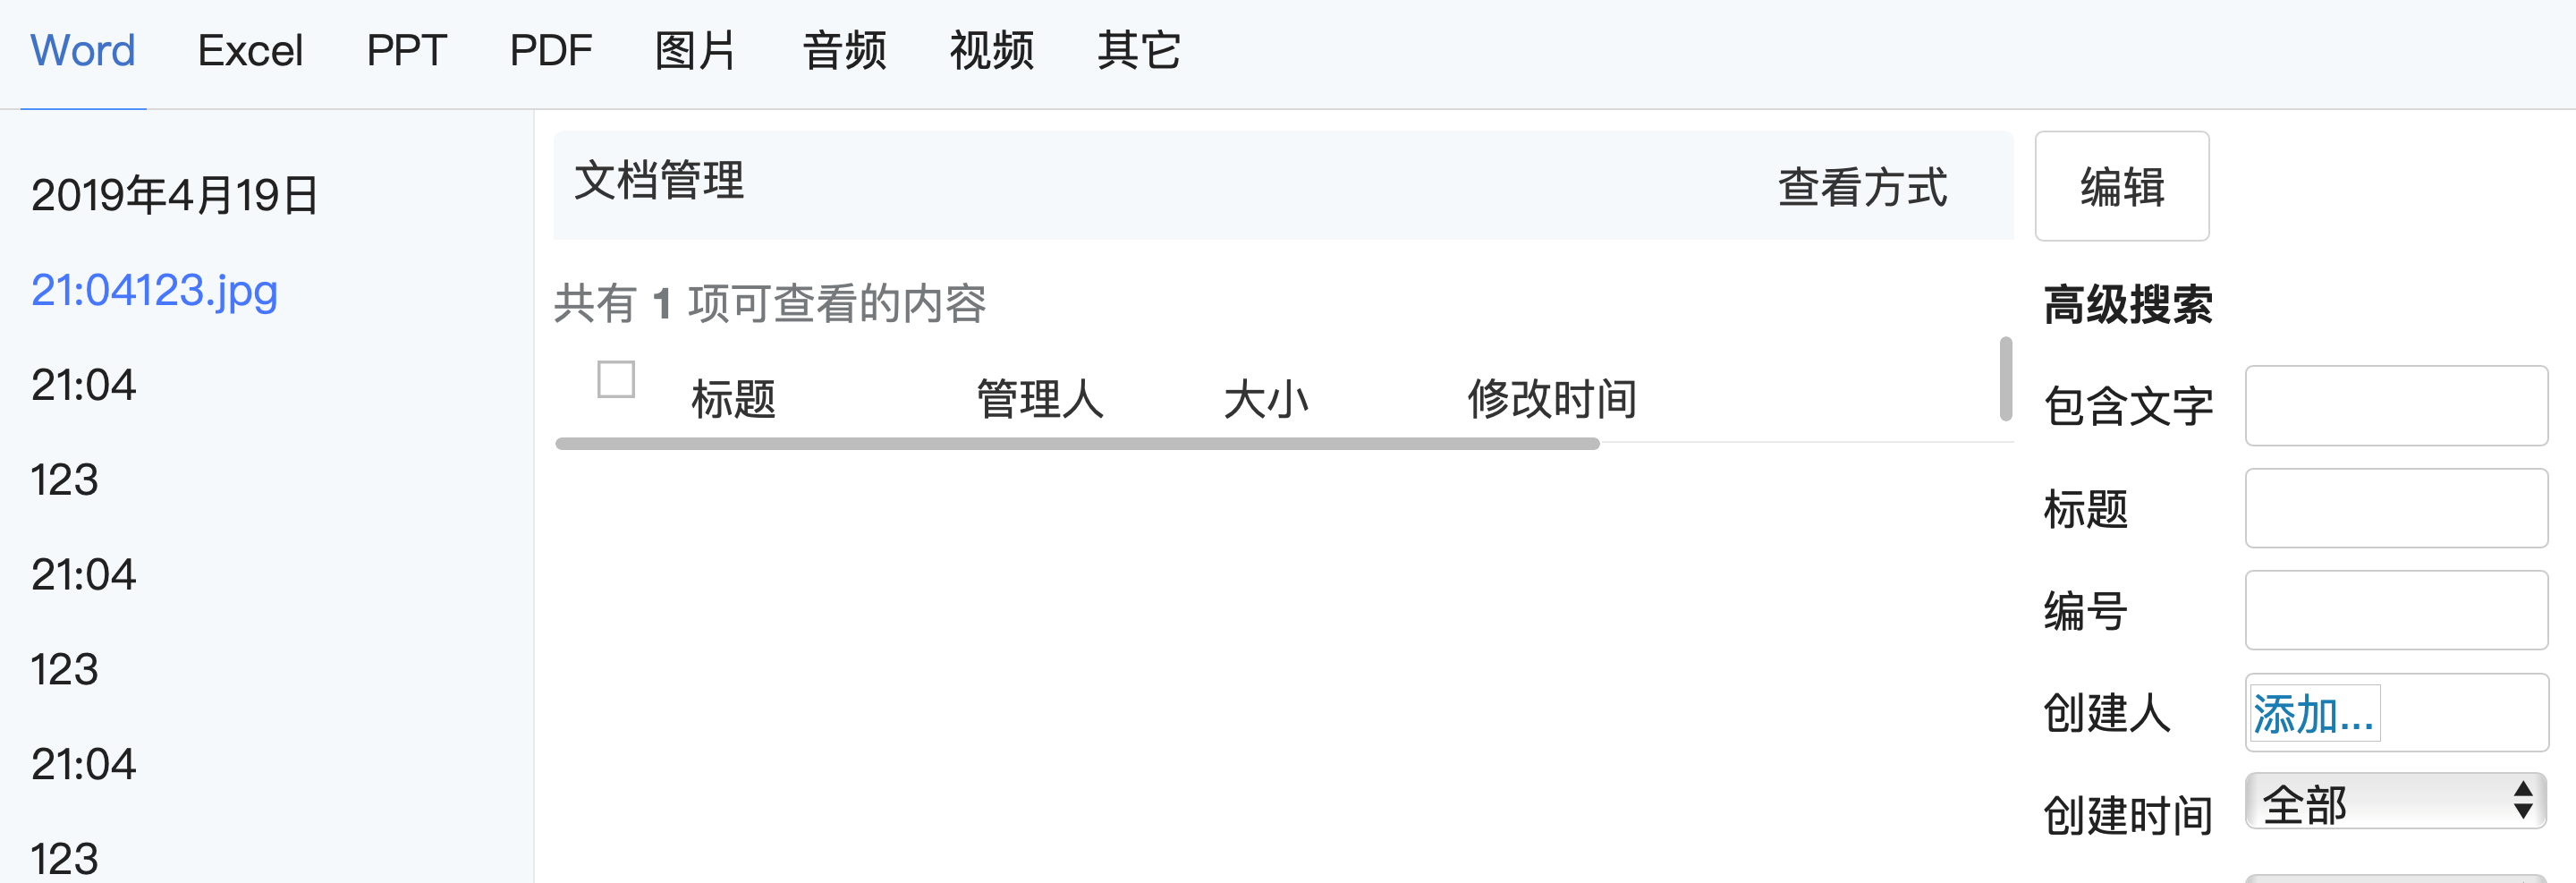 Word Excel PPT PDF 图片 音频 视频 其它
2019年4月19日
21:04123.jpg
21:04
123
21:04
123
21:04
123
文档管理 查看方式
共有 1 项可查看的内容
标题 管理人 大小 修改时间
编辑
高级搜索
包含文字
标题
编号
创建人 添加...
创建时间 全部